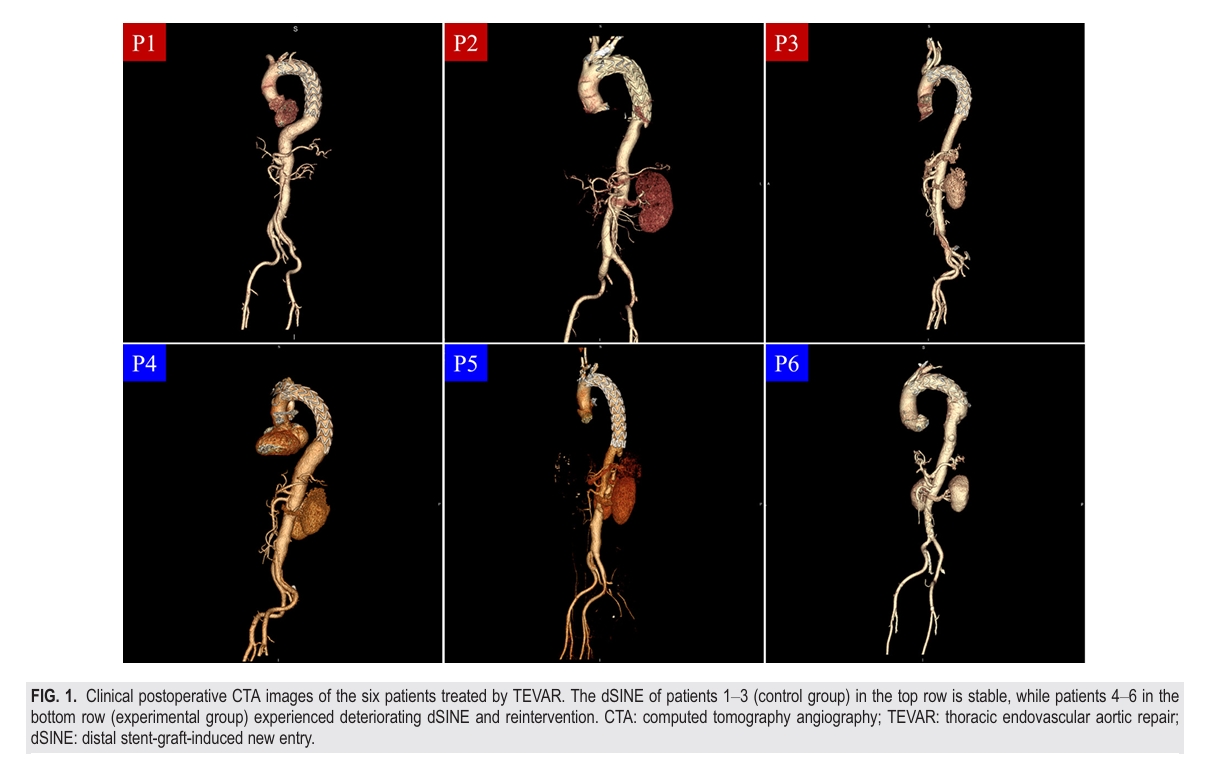 P1
P2
P3
S
P4
P5
P6
FIG. 1. Clinical postoperative CTA images of the six patients treated by TEVAR. The dSINE of patients 1–3 (control group) in the top row is stable, while patients 4–6 in the
bottom row (experimental group) experienced deteriorating dSINE and reintervention. CTA: computed tomography angiography; TEVAR: thoracic endovascular aortic repair;
dSINE: distal stent-graft-induced new entry.